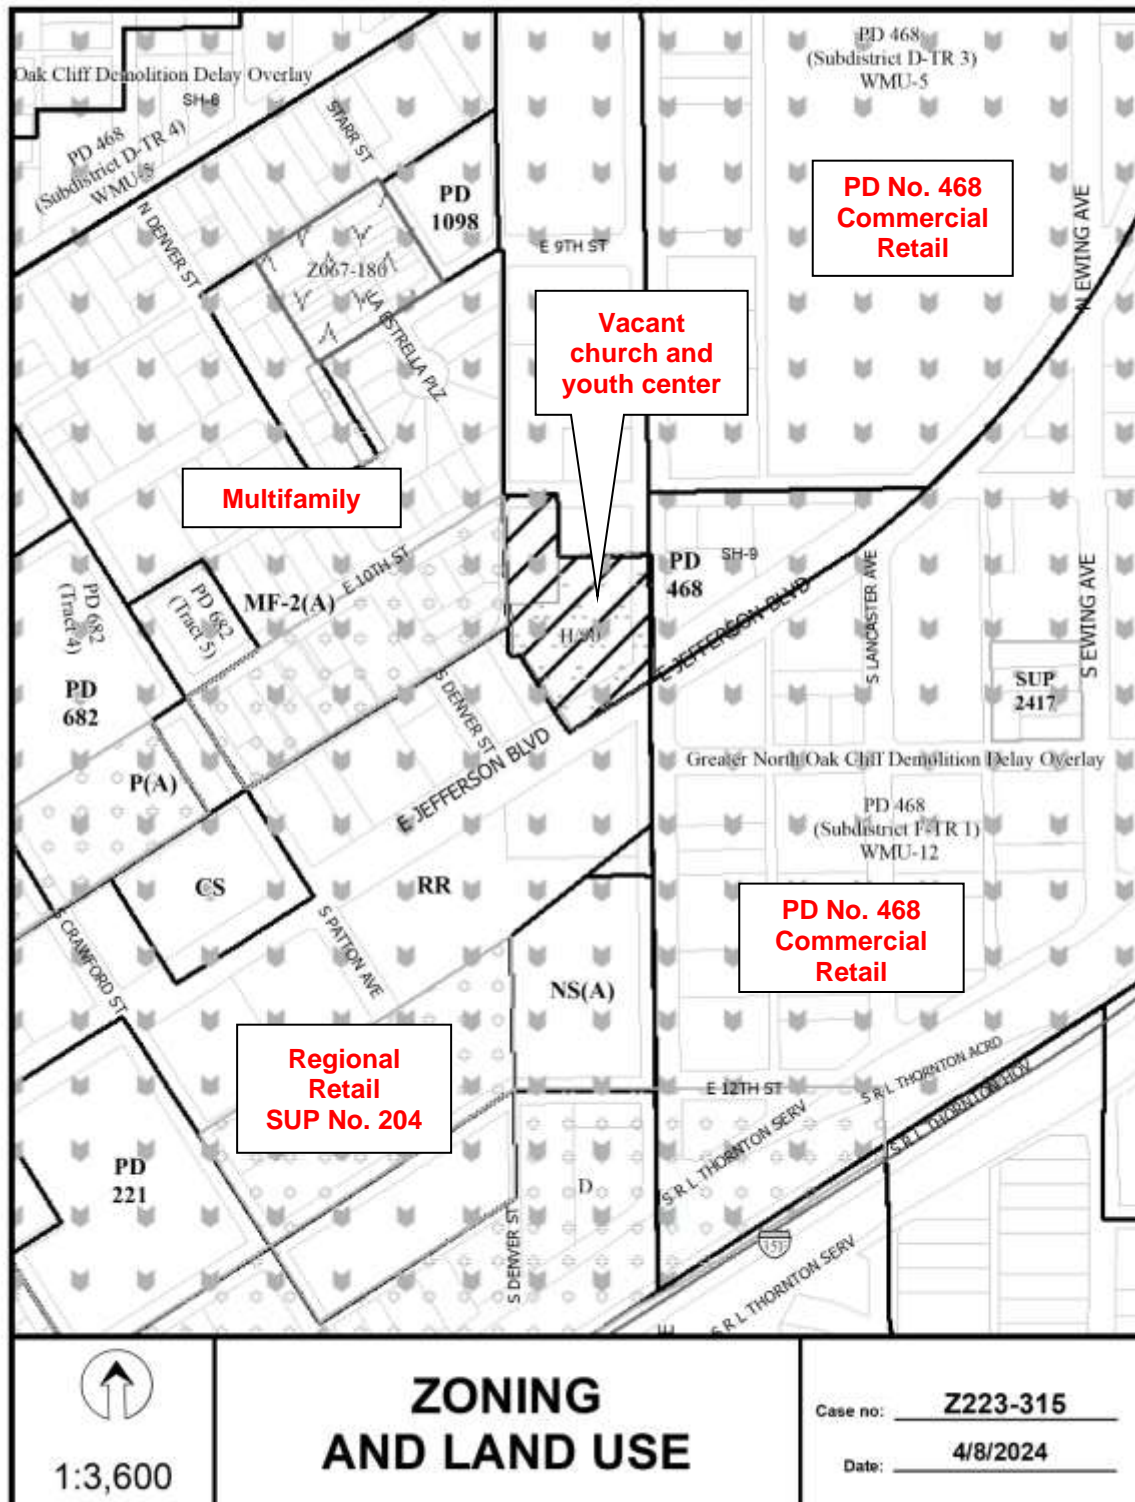 PD 468
(Subdistrict D-TR 3)
WMU-5
Oak Cliff Demolition Delay Overlay
SH-6
STARR ST
PD 468
(Subdistrict D-TR 4)
WMU-5
PD
1098
PD No. 468
Commercial
Retail
N DENVER ST
E 9TH ST
N EWING AVE
Z067-180
LA ESTRELLA PLZ
Vacant
church and
youth center
Multifamily
E 10TH ST
PD
468
SH-9
PD 682
(Tract 4)
PD 682
(Tract 5)
MF-2(A)
S LANCASTER AVE
S EWING AVE
E JEFFERSON BLVD
PD
682
S DENVER ST
SUP
2417
E JEFFERSON BLVD
Greater North Oak Cliff Demolition Delay Overlay
P(A)
PD 468
(Subdistrict F-TR 1)
WMU-12
CS
RR
S PATTON AVE
PD No. 468
Commercial
Retail
S CRAWFORD ST
NS(A)
Regional
Retail
SUP No. 204
S R L THORNTON ACRD
S R L THORNTON HOV
E 12TH ST
S R L THORNTON SERV
PD
221
D
S DENVER ST
S R L THORNTON SERV
1:3,600
ZONING
AND LAND USE
Case no: Z223-315
Date: 4/8/2024